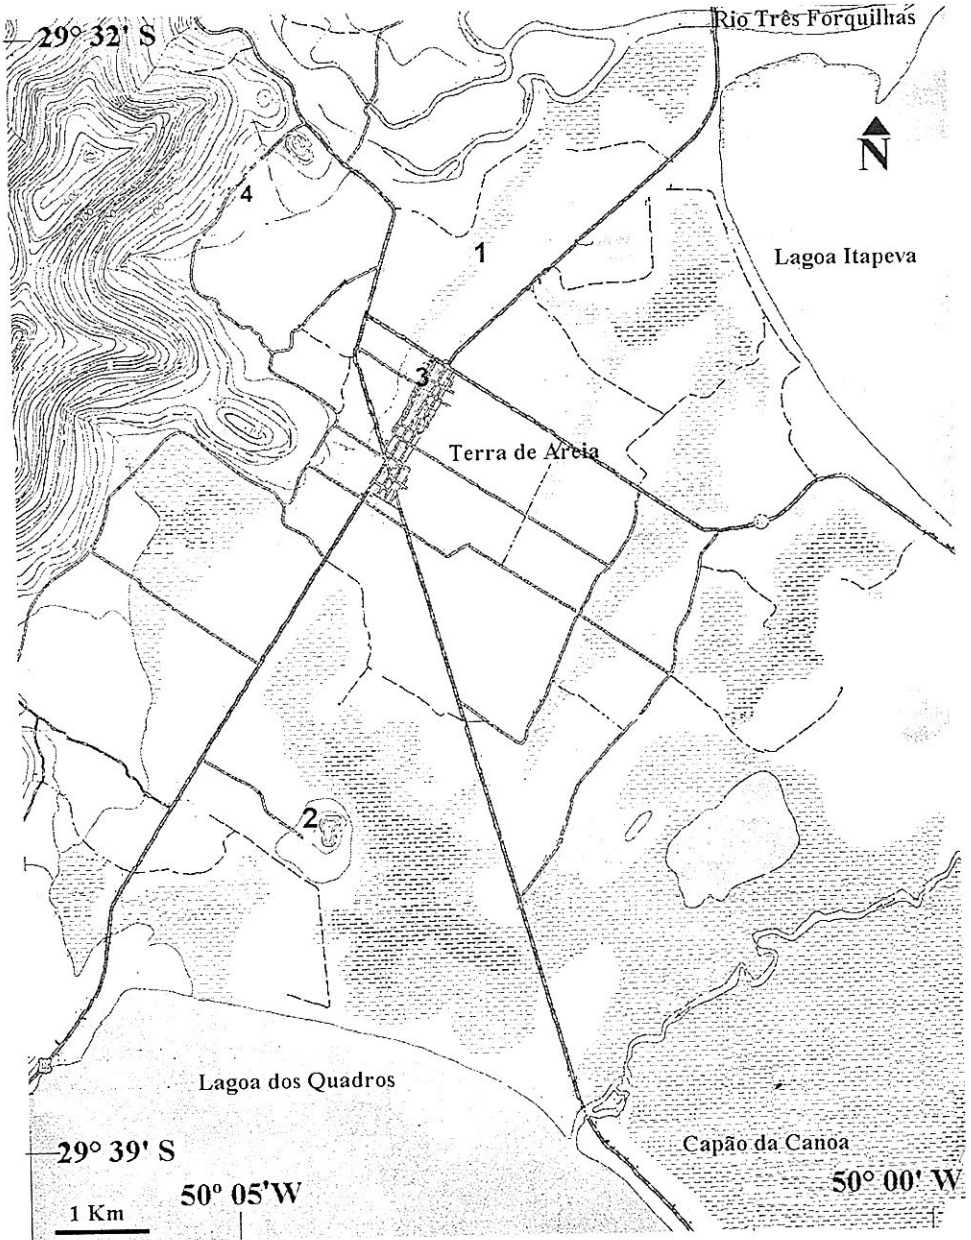 Rio Três Forquilhas
29° 32' S
N
4
1
Lagoa Itapeva
3
Terra de Areia
2
Lagoa dos Quadros
29° 39' S
Capão da Canoa
50° 05'W
50° 00' W
1 Km